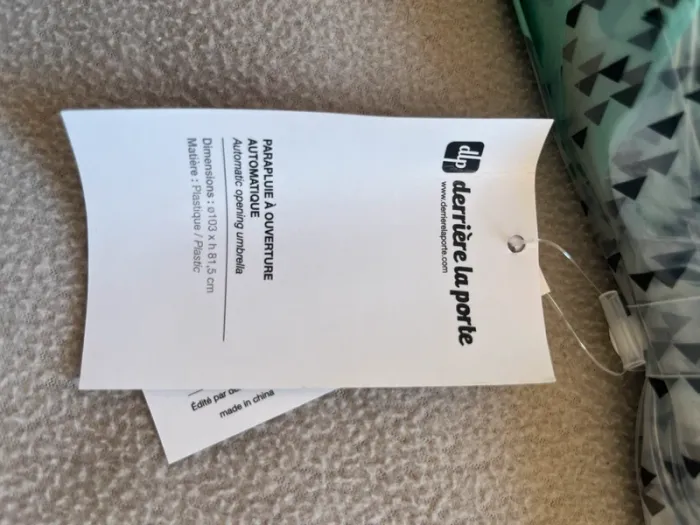 dlp derrière la porte
www.derrierelaporte.com
PARAPLUIE À OUVERTURE
AUTOMATIQUE
Automatic opening umbrella
Dimensions : ø103 x h 81,5 cm
Matière : Plastique / Plastic
Édité par
made in china